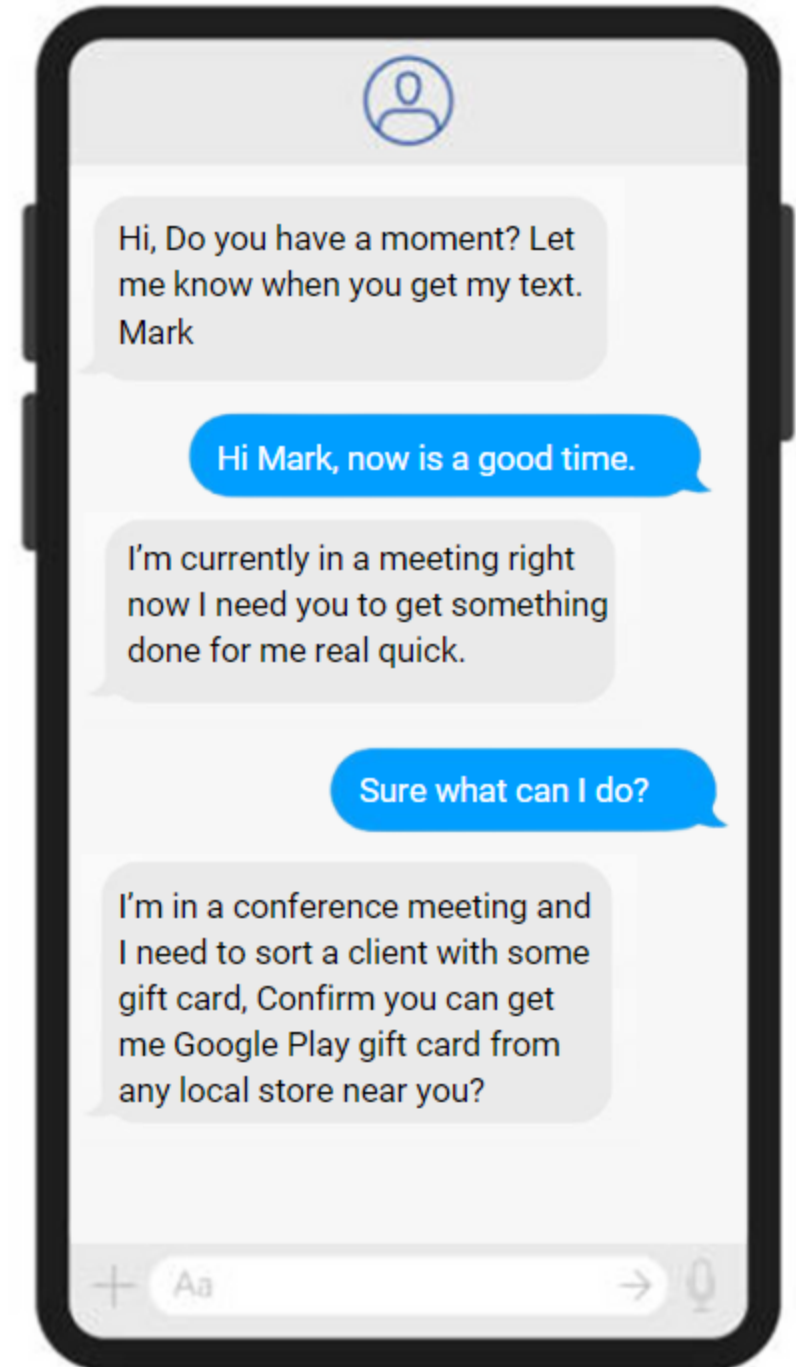 Hi, Do you have a moment? Let
me know when you get my text.
Mark
Hi Mark, now is a good time.
I’m currently in a meeting right
now I need you to get something
done for me real quick.
Sure what can I do?
I’m in a conference meeting and
I need to sort a client with some
gift card, Confirm you can get
me Google Play gift card from
any local store near you?
Aa